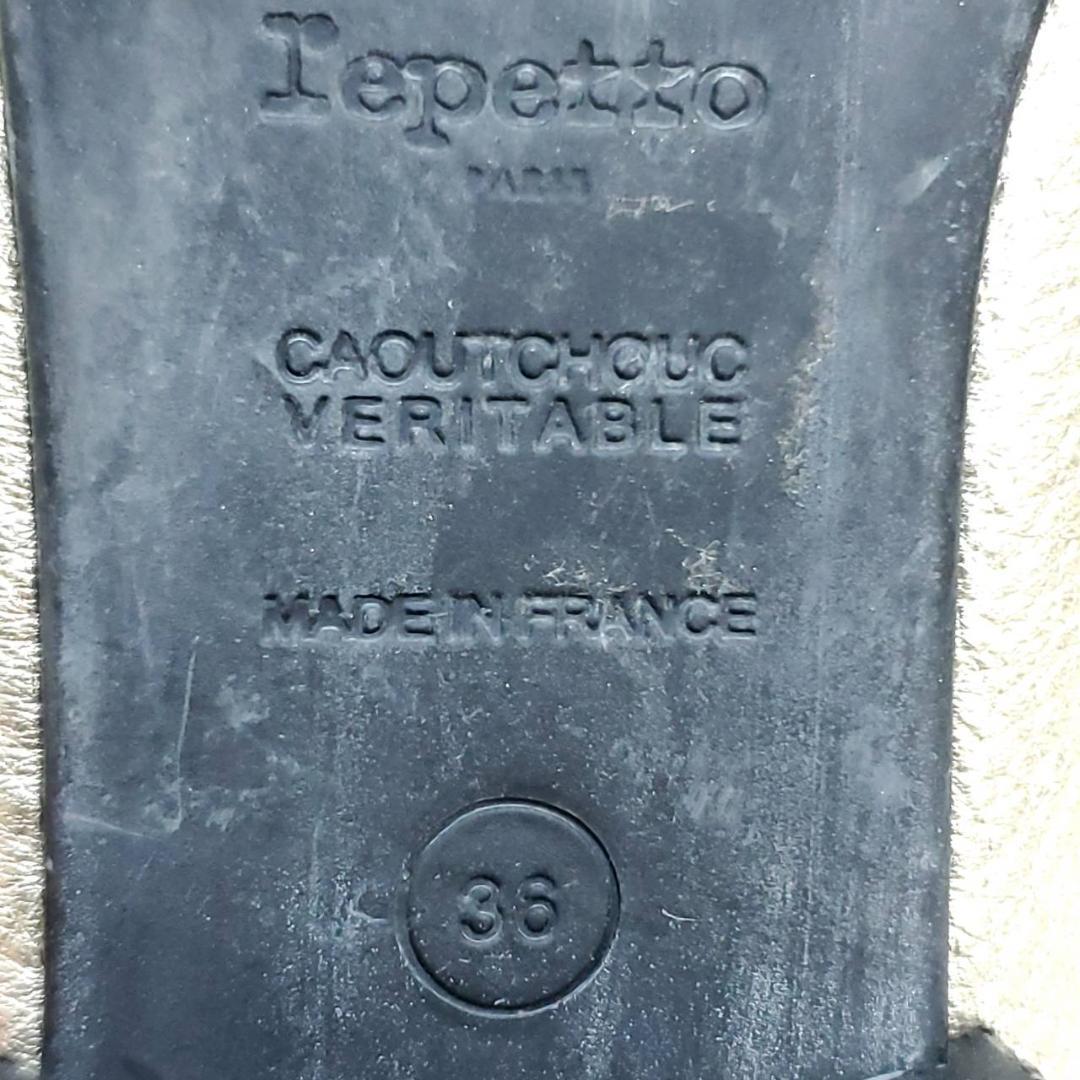 repetto
PARIS
CAOUTCHOUC
VERITABLE
MADE IN FRANCE
36